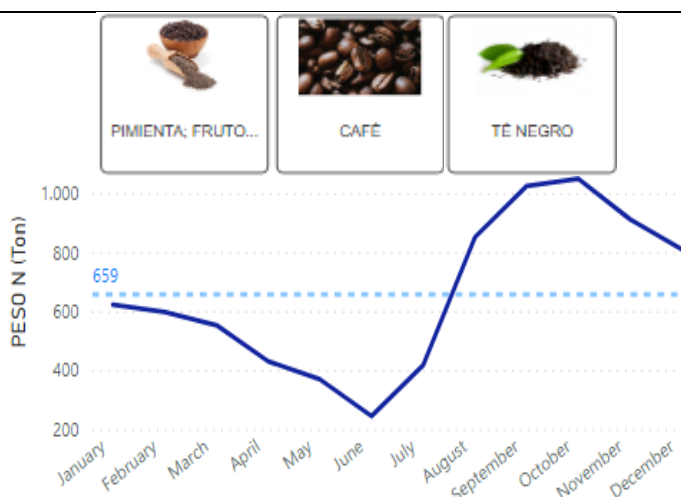 PIMIENTA; FRUTO...
CAFÉ
TÉ NEGRO
PESO N (Ton)
1.000
800
659
600
400
200
January
February
March
April
May
June
July
August
September
October
November
December